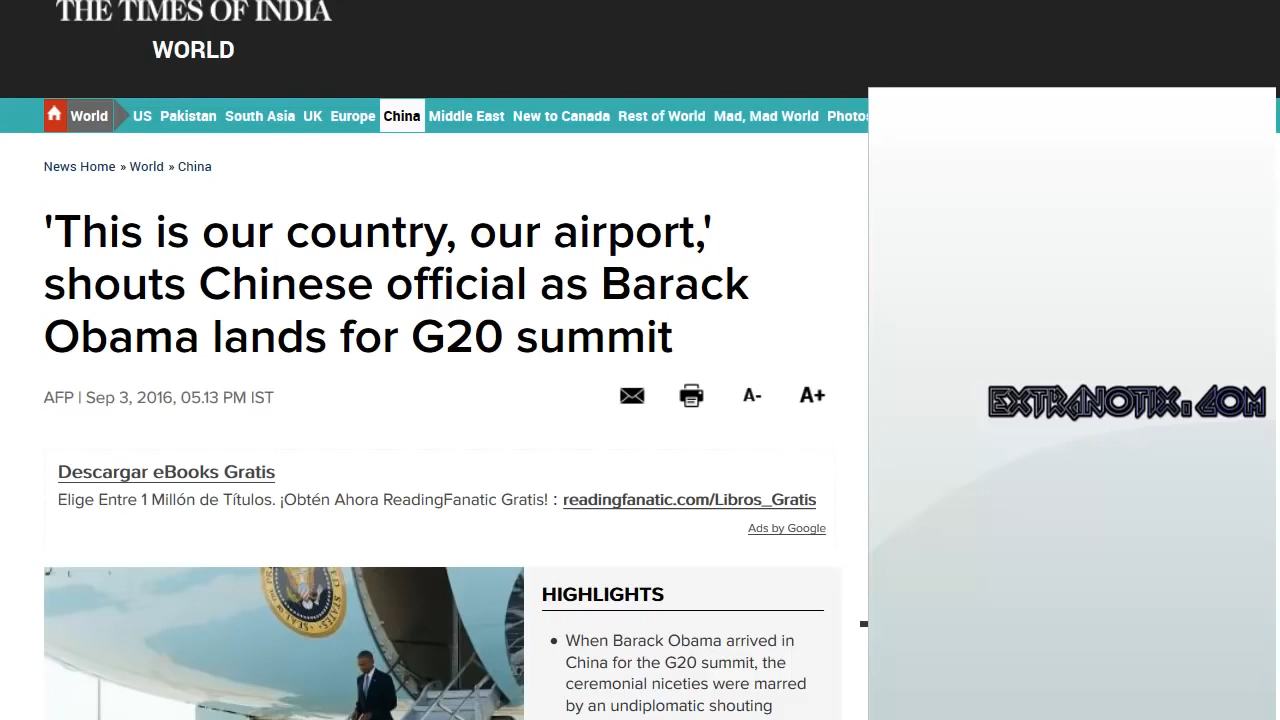 THE TIMES OF INDIA
WORLD
World US Pakistan South Asia UK Europe China Middle East New to Canada Rest of World Mad, Mad World Photos
News Home » World » China
'This is our country, our airport,'
shouts Chinese official as Barack
Obama lands for G20 summit
AFP | Sep 3, 2016, 05.13 PM IST
A- A+
EXTRANOTIX.COM
Descargar eBooks Gratis
Elige Entre 1 Millón de Títulos. ¡Obtén Ahora ReadingFanatic Gratis! : readingfanatic.com/Libros_Gratis
Ads by Google
HIGHLIGHTS
• When Barack Obama arrived in
China for the G20 summit, the
ceremonial niceties were marred
by an undiplomatic shouting